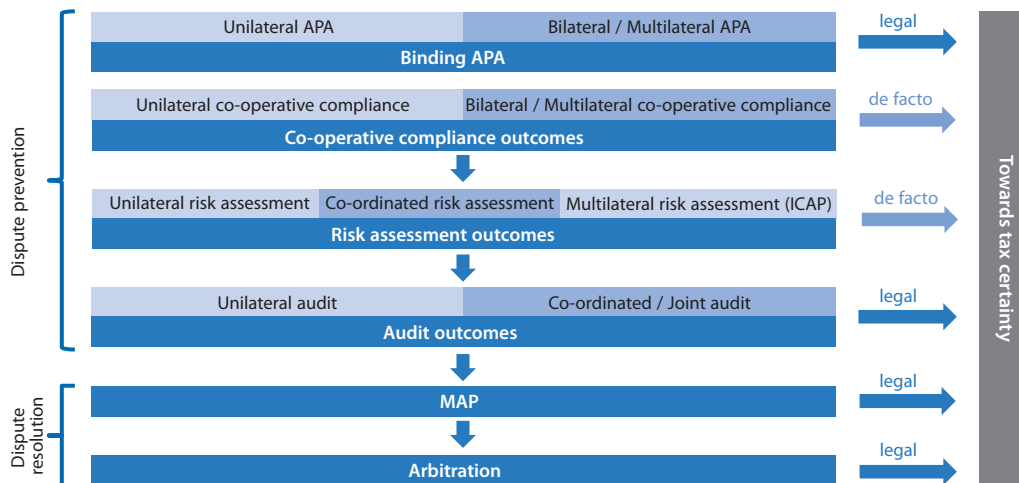 Unilateral APA
Bilateral / Multilateral APA
legal
Binding APA
Unilateral co-operative compliance
Bilateral / Multilateral co-operative compliance
de facto
Co-operative compliance outcomes
Dispute prevention
Unilateral risk assessment
Co-ordinated risk assessment
Multilateral risk assessment (ICAP)
de facto
Risk assessment outcomes
Towards tax certainty
Unilateral audit
Co-ordinated / Joint audit
legal
Audit outcomes
Dispute
resolution
MAP
legal
Arbitration
legal